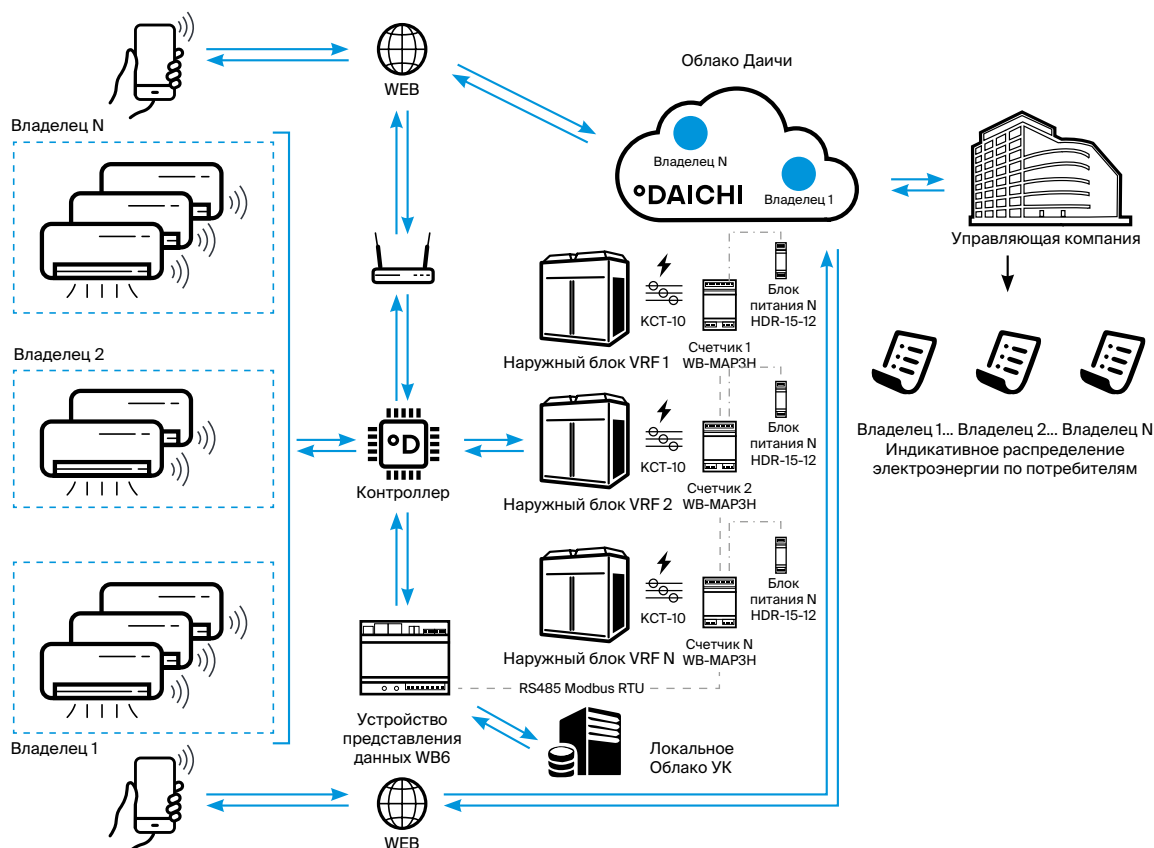 WEB
Облако Даичи
Владелец N
Владелец N
Владелец 1
°DAICHI
Управляющая компания
Блок
питания N
HDR-15-12
КСТ-10
Счетчик 1
WB-MAP3H
Наружный блок VRF 1
Владелец 2
Блок
питания N
HDR-15-12
КСТ-10
Счетчик 2
WB-MAP3H
Наружный блок VRF 2
°D
Контроллер
Владелец 1... Владелец 2... Владелец N
Индикативное распределение
электроэнергии по потребителям
Блок
питания N
HDR-15-12
КСТ-10
Счетчик N
WB-MAP3H
Наружный блок VRF N
RS485 Modbus RTU
Устройство
представления
данных WB6
Локальное
Облако УК
Владелец 1
WEB